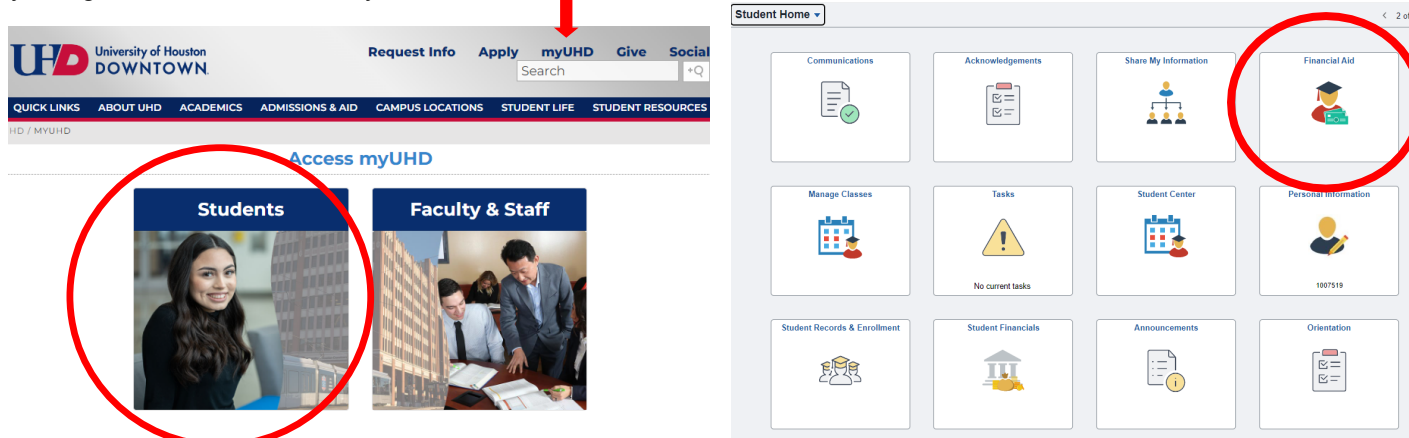 University of Houston
UHD DOWNTOWN
Request Info Apply myUHD Give Social
Search
+Q
QUICK LINKS ABOUT UHD ACADEMICS ADMISSIONS & AID CAMPUS LOCATIONS STUDENT LIFE STUDENT RESOURCES
HD / MYUHD
Access myUHD
Students
Faculty & Staff
Student Home
< 2 of
Communications
Acknowledgements
Share My Information
Financial Aid
Manage Classes
Tasks
No current tasks
Student Center
Personal Information
1007519
Student Records & Enrollment
Student Financials
Announcements
Orientation